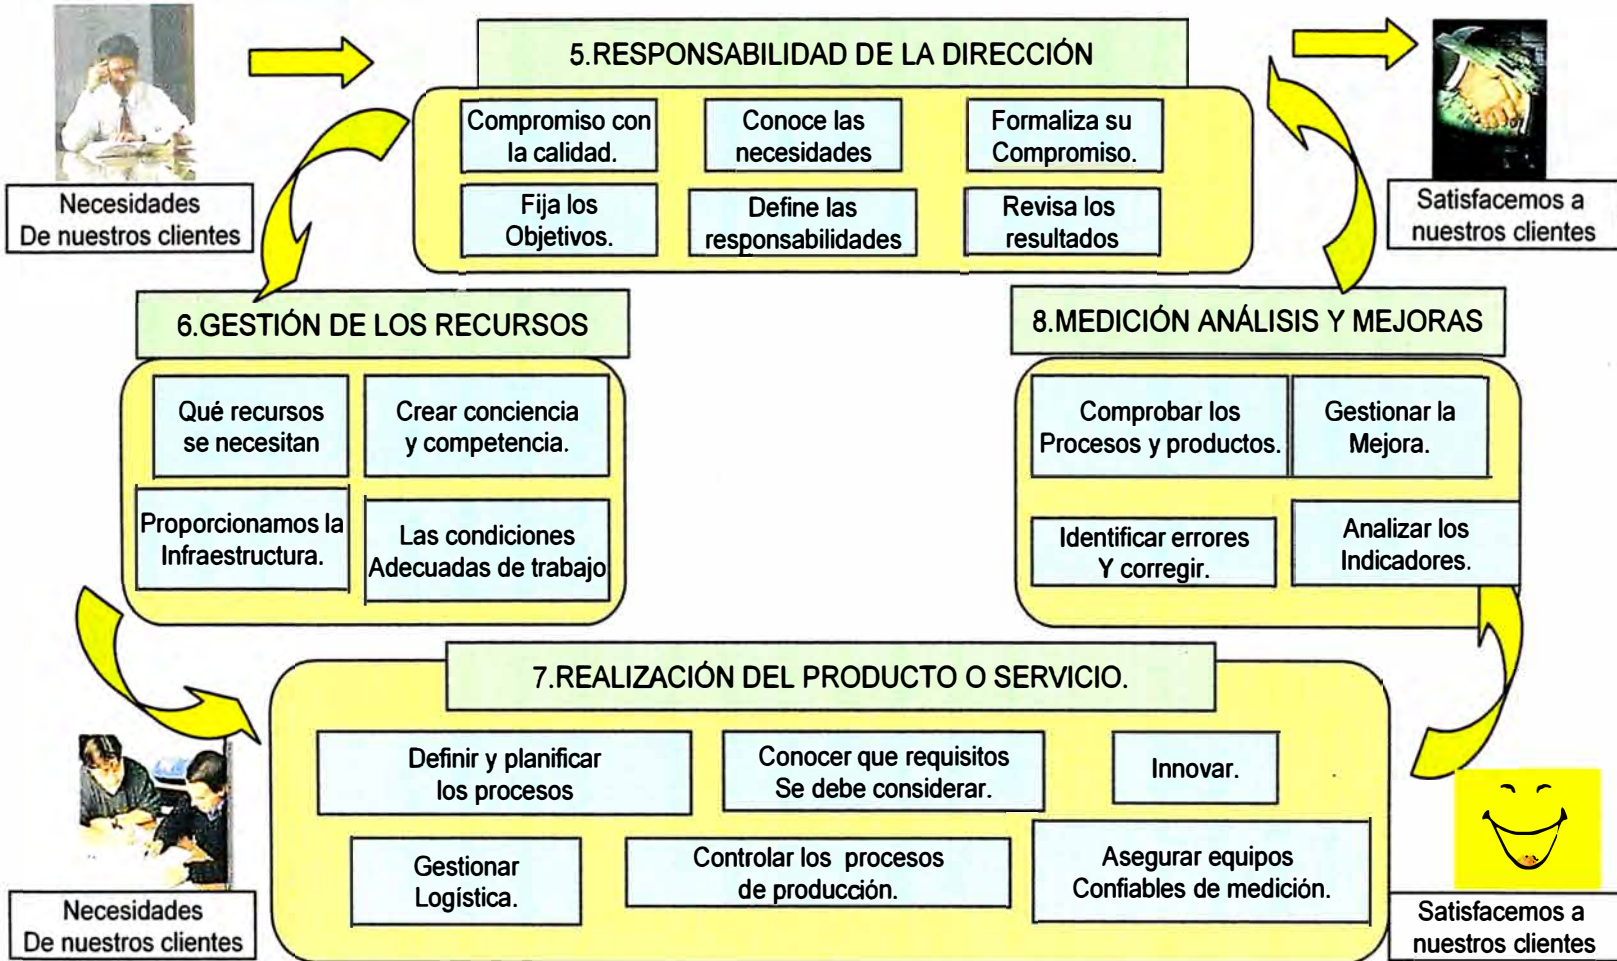 5.RESPONSABILIDAD DE LA DIRECCIÓN
Compromiso con
la calidad.
Conoce las
necesidades
Formaliza su
Compromiso.
Fija los
Objetivos.
Define las
responsabilidades
Revisa los
resultados
Necesidades
De nuestros clientes
Satisfacemos a
nuestros clientes
6.GESTIÓN DE LOS RECURSOS
Qué recursos
se necesitan
Crear conciencia
y competencia.
Proporcionamos la
Infraestructura.
Las condiciones
Adecuadas de trabajo
8.MEDICIÓN ANÁLISIS Y MEJORAS
Comprobar los
Procesos y productos.
Gestionar la
Mejora.
Identificar errores
Y corregir.
Analizar los
Indicadores.
7.REALIZACIÓN DEL PRODUCTO O SERVICIO.
Definir y planificar
los procesos
Conocer que requisitos
Se debe considerar.
Innovar.
Gestionar
Logística.
Controlar los procesos
de producción.
Asegurar equipos
Confiables de medición.
Necesidades
De nuestros clientes
Satisfacemos a
nuestros clientes